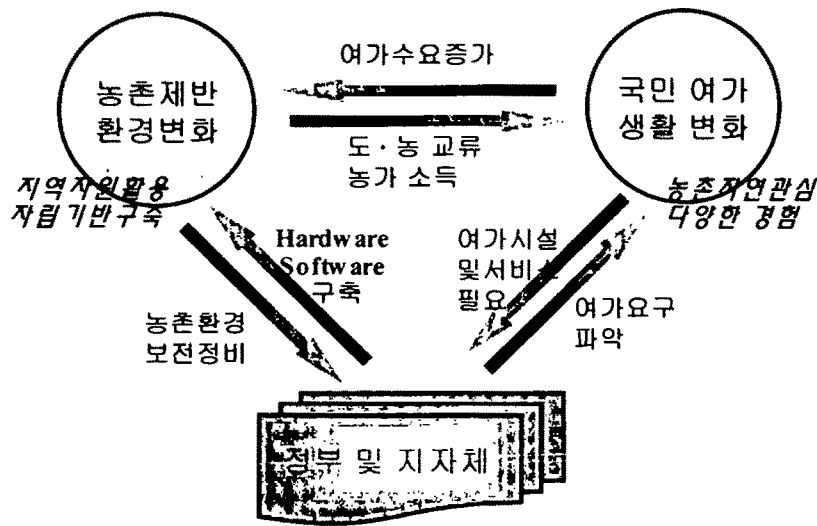 여가수요증가
농촌제반
환경변화
국민 여가
생활 변화
도·농 교류
농가 소득
지역자원활용
자립기반구축
농촌자연관심
다양한 경험
Hardware
Software
구축
여가시설
및서비스
필요
농촌환경
보전정비
여가요구
파악
정부 및 지자체